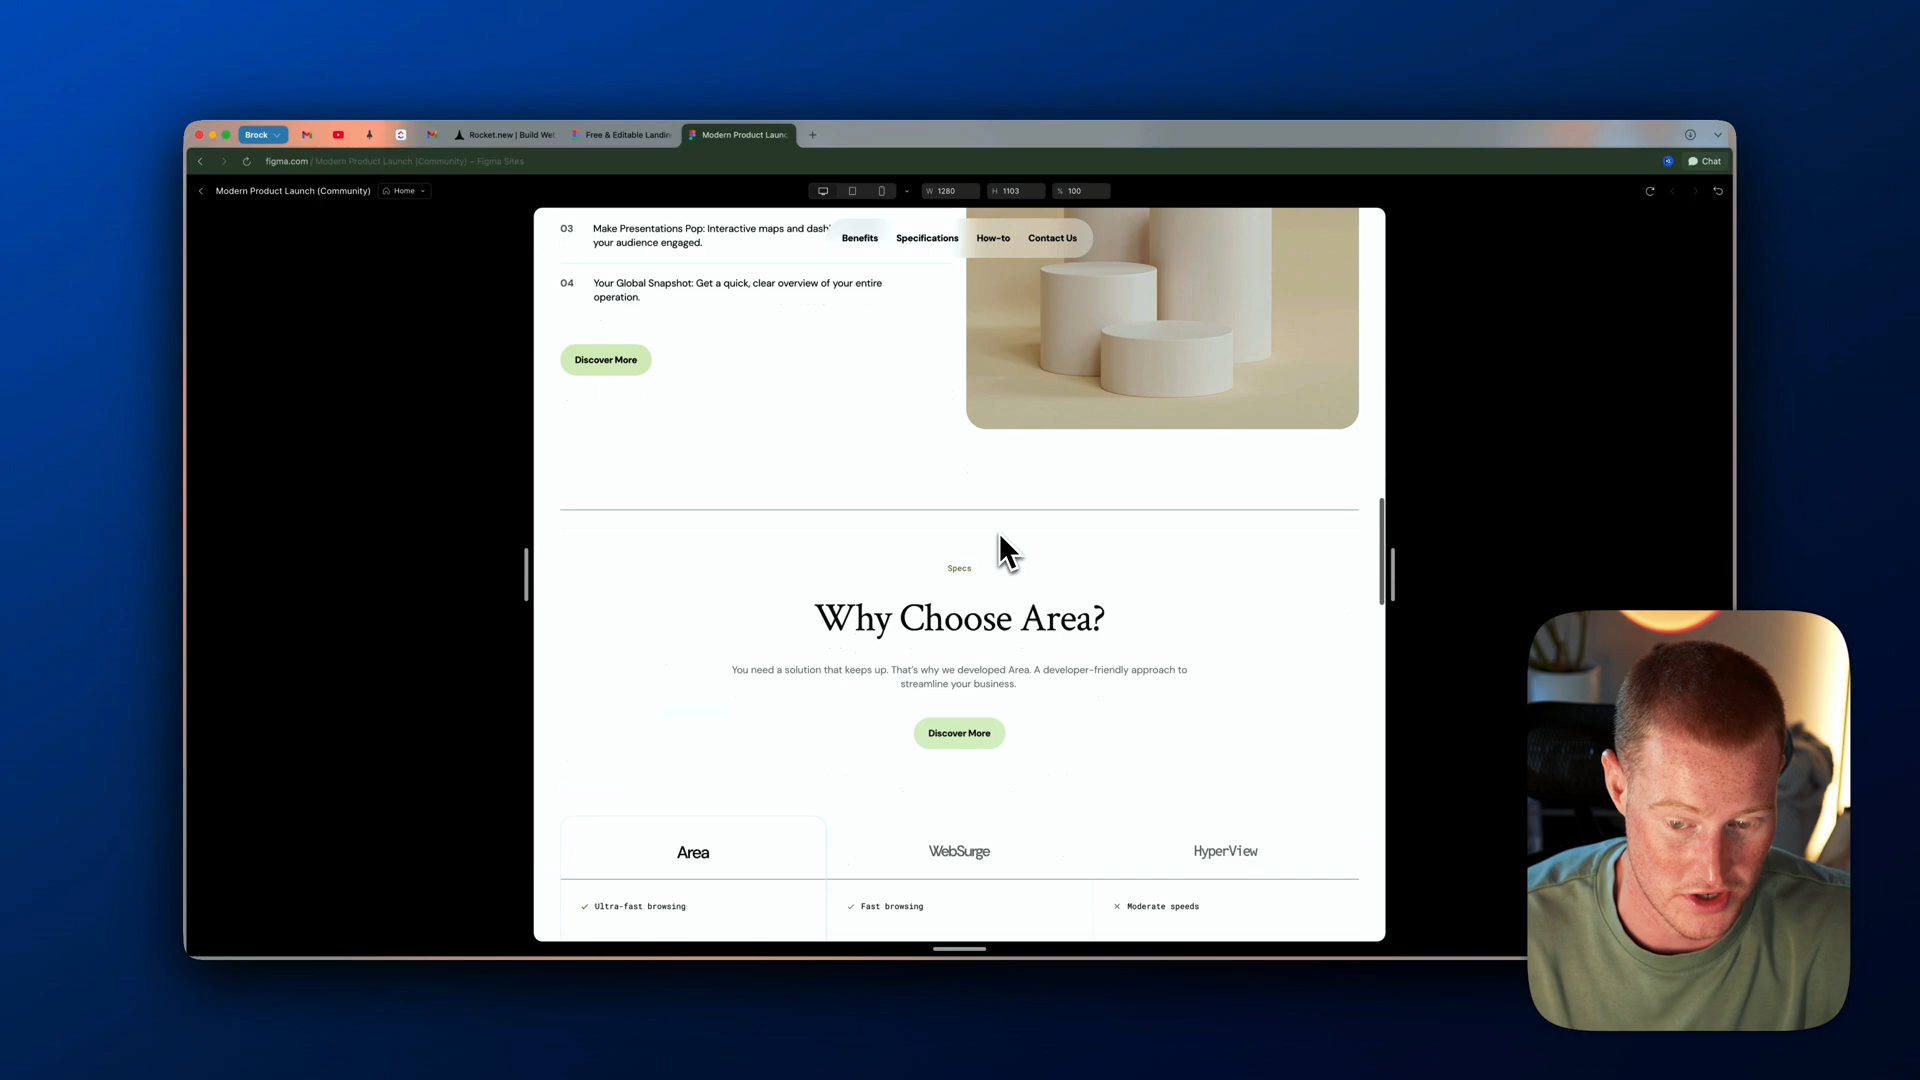 Brock
Rocket.new | Build We
Free & Editable Landin
Modern Product Launc
figma.com / Modern Product Launch (Community) – Figma Sites
Chat
Modern Product Launch (Community)
Home
W 1280
H 1103
% 100
Benefits
Specifications
How-to
Contact Us
03
Make Presentations Pop: Interactive maps and dash
your audience engaged.
04
Your Global Snapshot: Get a quick, clear overview of your entire
operation.
Discover More
Specs
Why Choose Area?
You need a solution that keeps up. That’s why we developed Area. A developer-friendly approach to
streamline your business.
Discover More
Area
WebSurge
HyperView
Ultra-fast browsing
Fast browsing
Moderate speeds